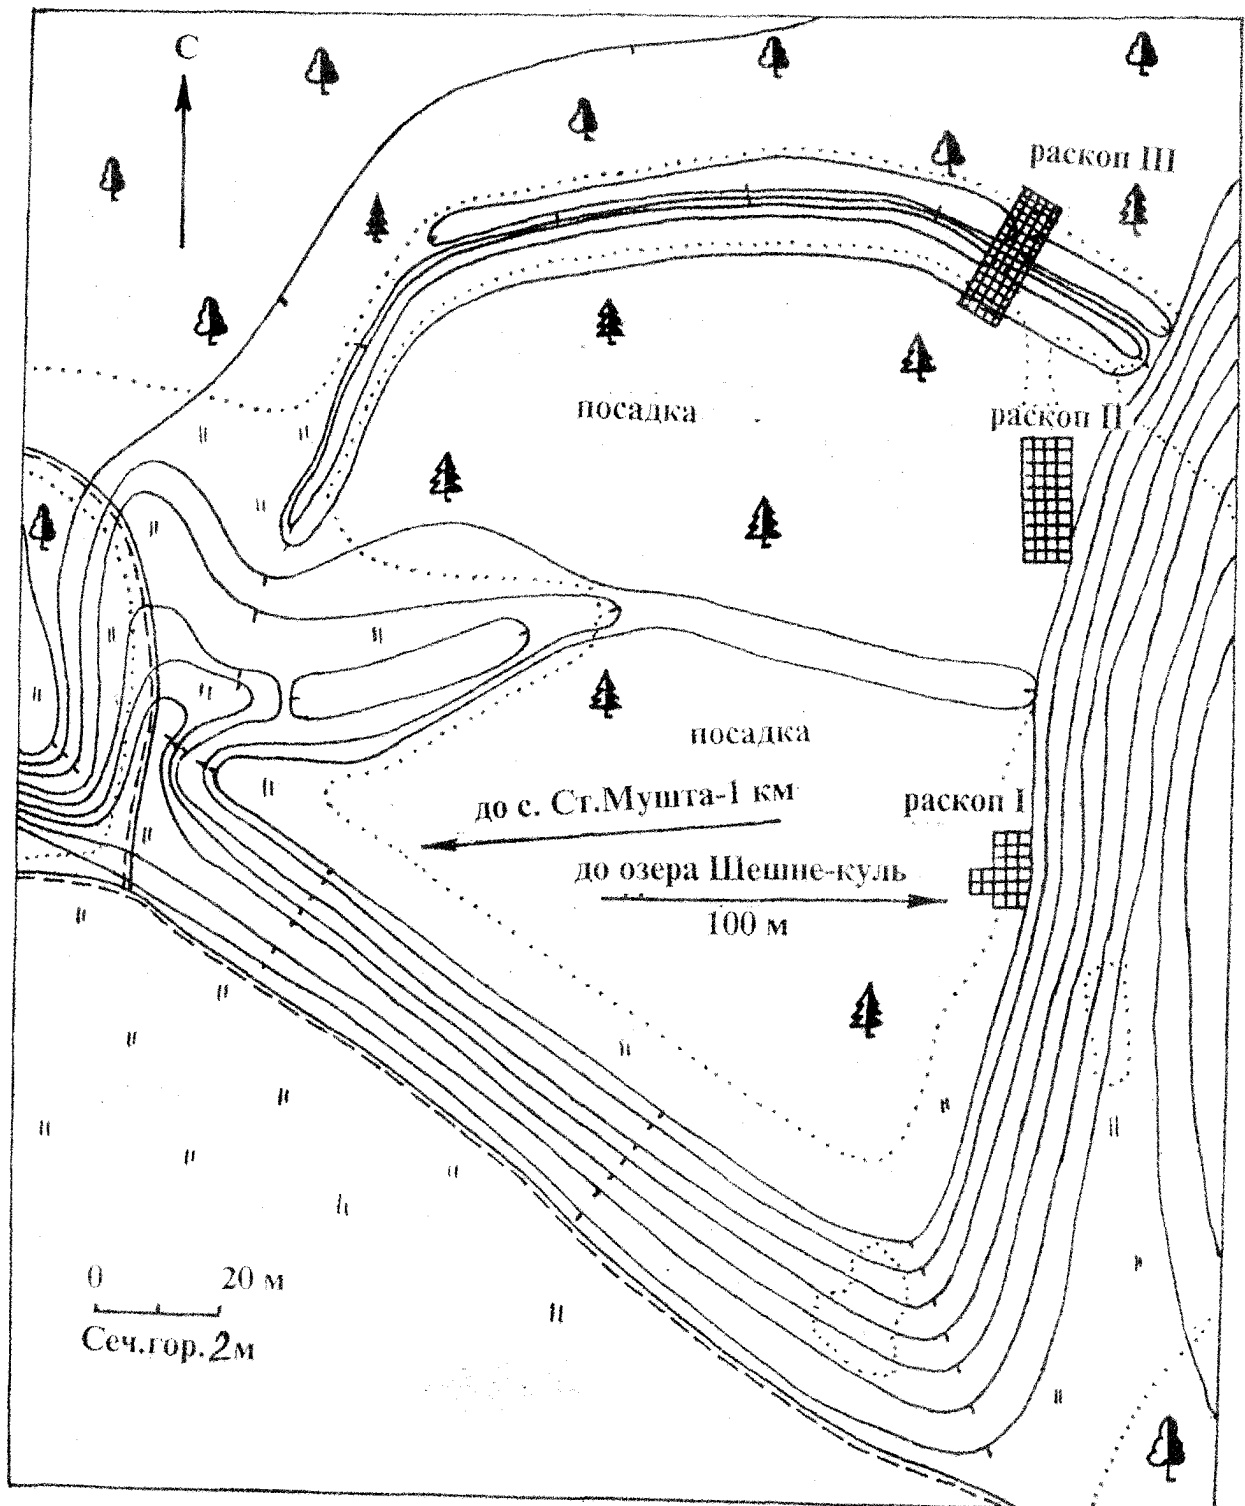 С
раскоп III
посадка
раскоп II
посадка
до с. Ст.Мушта-1 км
раскоп I
до озера Шешне-куль
100 м
0 20 м
Сеч.гор.2м